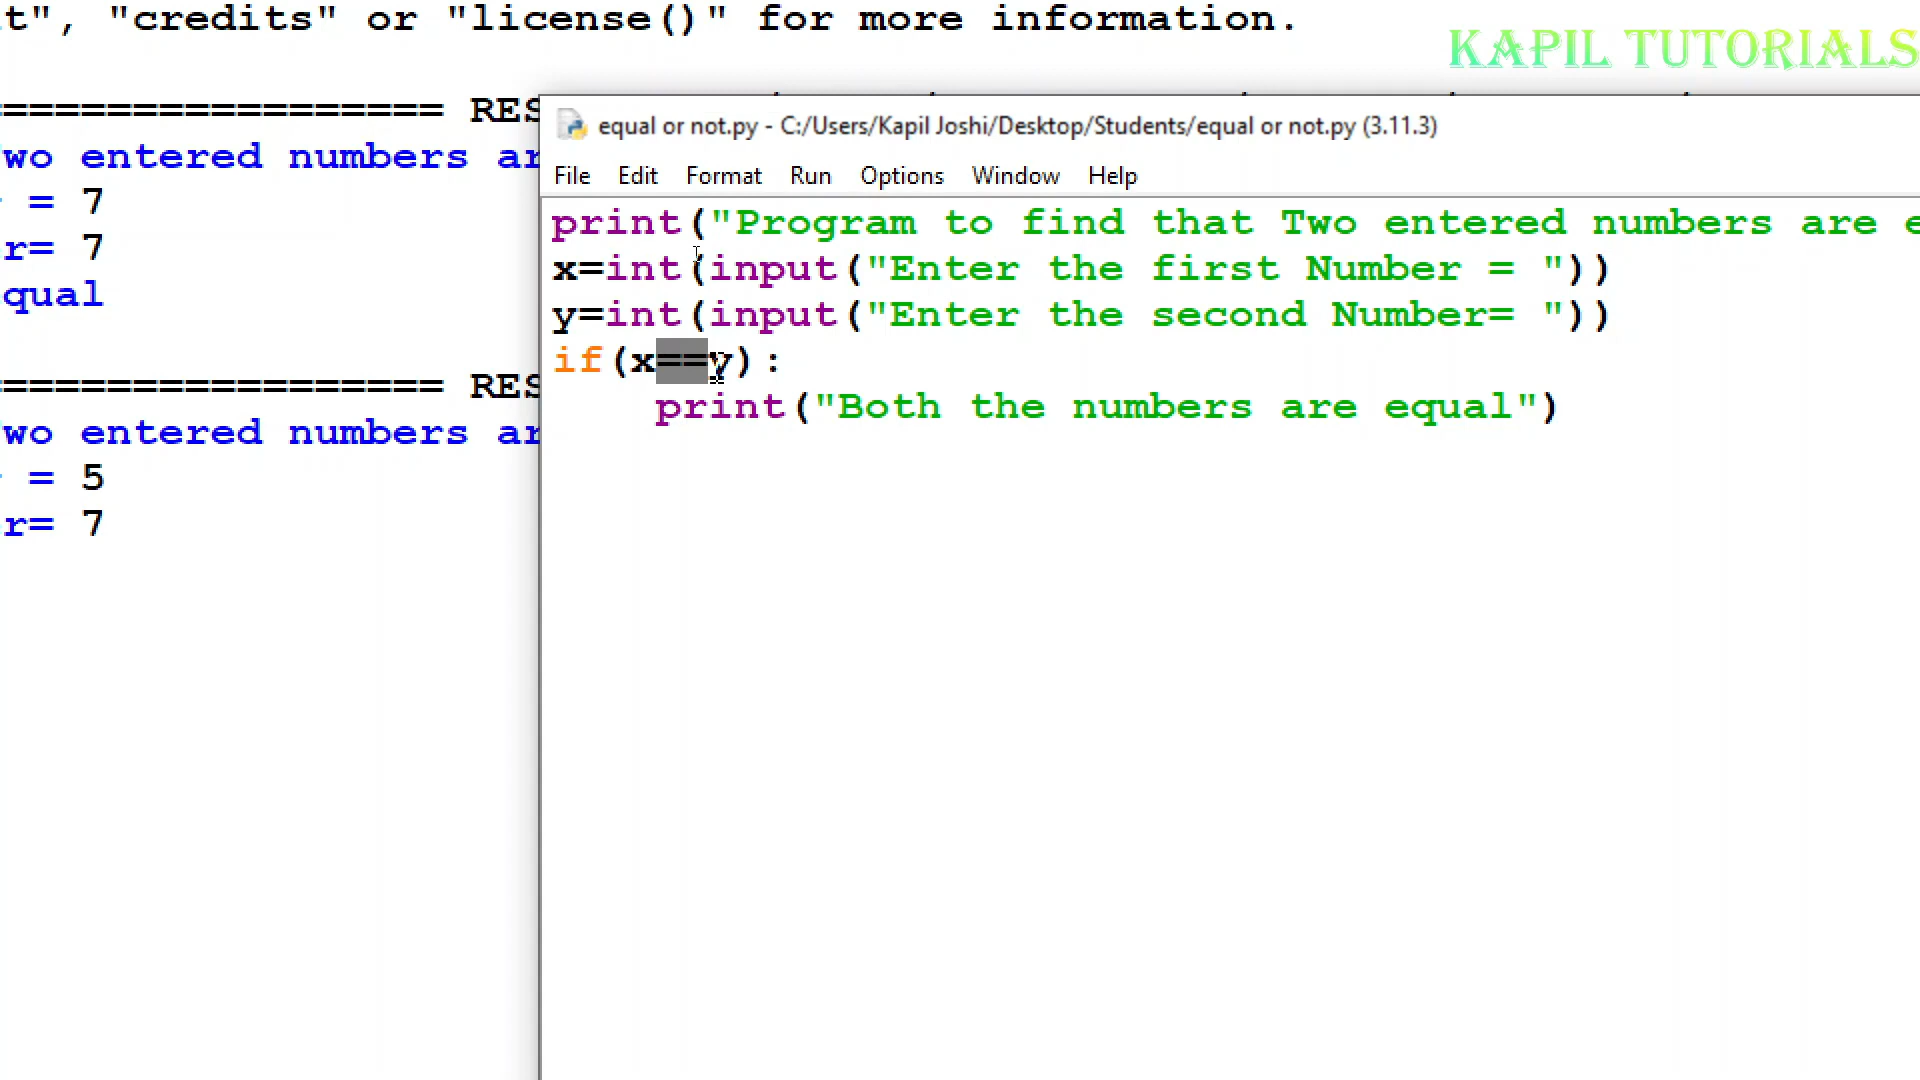 t", "credits" or "license()" for more information.
KAPIL TUTORIALS
================= RES
wo entered numbers ar
= 7
r= 7
qual
================= RES
wo entered numbers ar
= 5
r= 7
equal or not.py - C:/Users/Kapil Joshi/Desktop/Students/equal or not.py (3.11.3)
File Edit Format Run Options Window Help
print("Program to find that Two entered numbers are e
x=int(input("Enter the first Number = "))
y=int(input("Enter the second Number= "))
if(x==y):
    print("Both the numbers are equal")